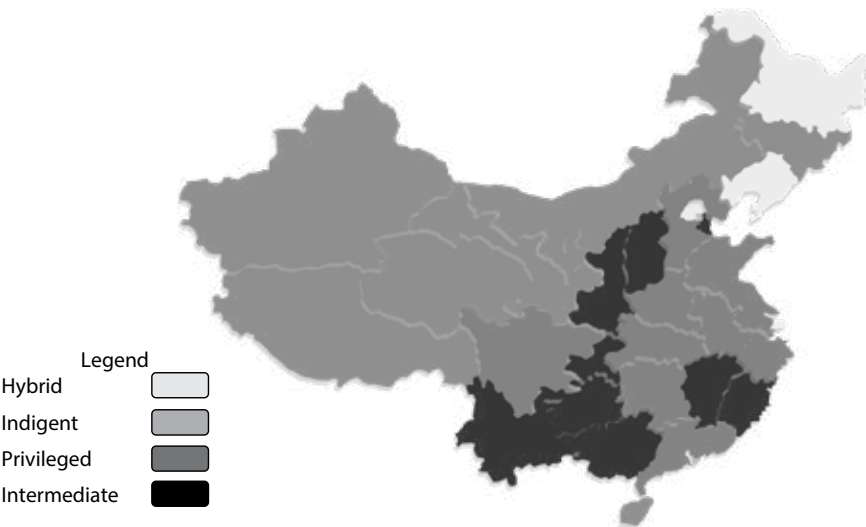 Legend
Hybrid
Indigent
Privileged
Intermediate